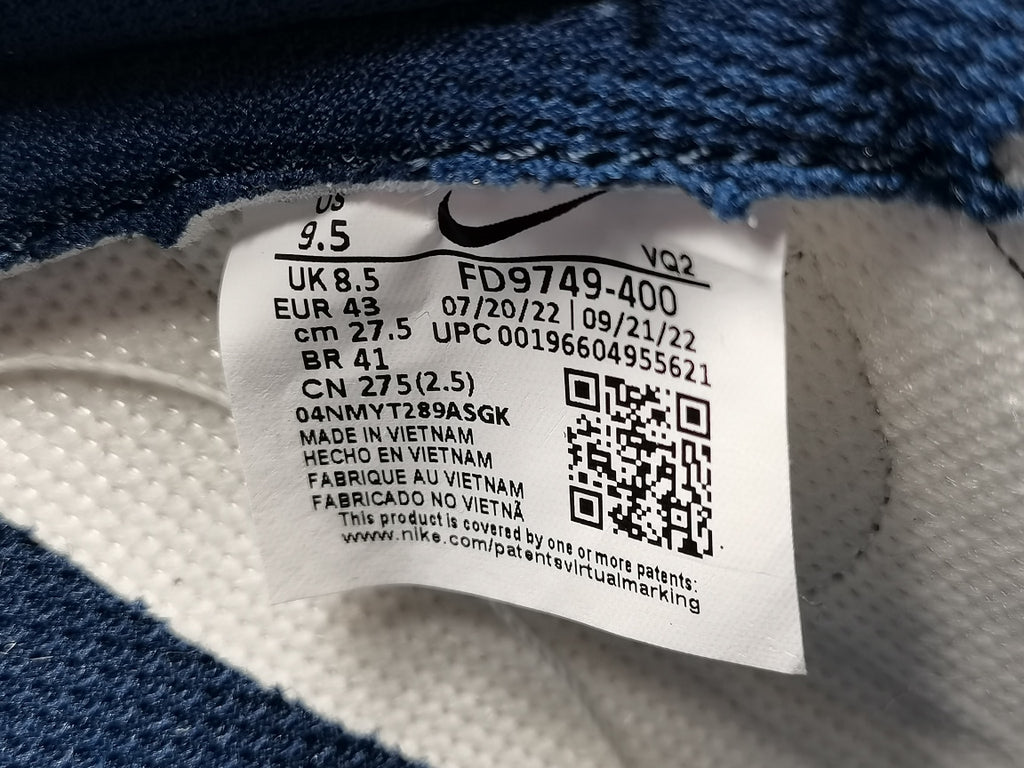 US
9.5
VQ2
UK 8.5
FD9749-400
EUR 43
07/20/22 | 09/21/22
cm 27.5
UPC 00196604955621
BR 41
CN 275(2.5)
04NMYT289ASGK
MADE IN VIETNAM
HECHO EN VIETNAM
FABRIQUE AU VIETNAM
FABRICADO NO VIETNÃ
This product is covered by one or more patents:
www.nike.com/patentsvirtualmarking